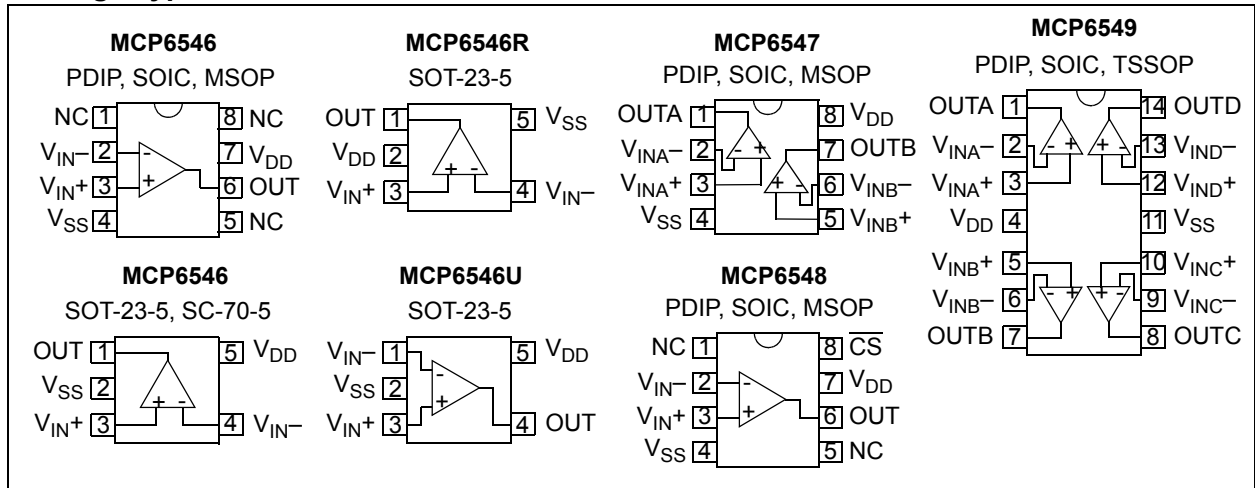 MCP6546
PDIP, SOIC, MSOP
NC 1
8 NC
VIN– 2
7 VDD
VIN+ 3
6 OUT
VSS 4
5 NC
- +
MCP6546R
SOT-23-5
OUT 1
5 VSS
VDD 2
VIN+ 3
4 VIN–
+ -
MCP6547
PDIP, SOIC, MSOP
OUTA 1
8 VDD
VINA– 2
7 OUTB
VINA+ 3
6 VINB–
VSS 4
5 VINB+
- +
+ -
MCP6549
PDIP, SOIC, TSSOP
OUTA 1
14 OUTD
VINA– 2
13 VIND–
VINA+ 3
12 VIND+
VDD 4
11 VSS
VINB+ 5
10 VINC+
VINB– 6
9 VINC–
OUTB 7
8 OUTC
- + + -
- + + -
MCP6546
SOT-23-5, SC-70-5
OUT 1
5 VDD
VSS 2
VIN+ 3
4 VIN–
+ -
MCP6546U
SOT-23-5
VIN– 1
5 VDD
VSS 2
VIN+ 3
4 OUT
- +
MCP6548
PDIP, SOIC, MSOP
NC 1
8 C̅S̅
VIN– 2
7 VDD
VIN+ 3
6 OUT
VSS 4
5 NC
- +